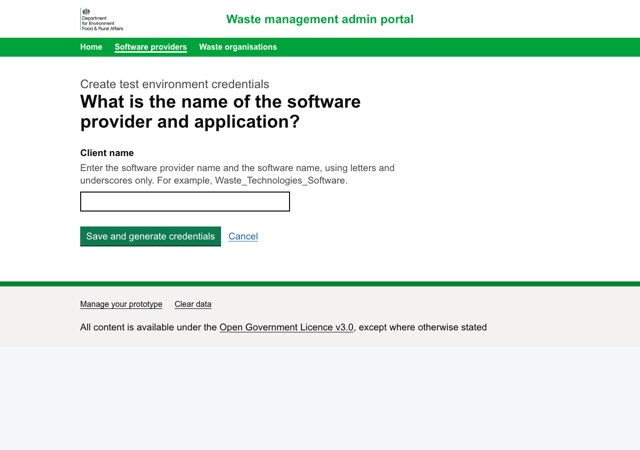 Department
for Environment
Food & Rural Affairs
Waste management admin portal
Home Software providers Waste organisations
Create test environment credentials
What is the name of the software
provider and application?
Client name
Enter the software provider name and the software name, using letters and
underscores only. For example, Waste_Technologies_Software.
Save and generate credentials Cancel
Manage your prototype Clear data
All content is available under the Open Government Licence v3.0, except where otherwise stated